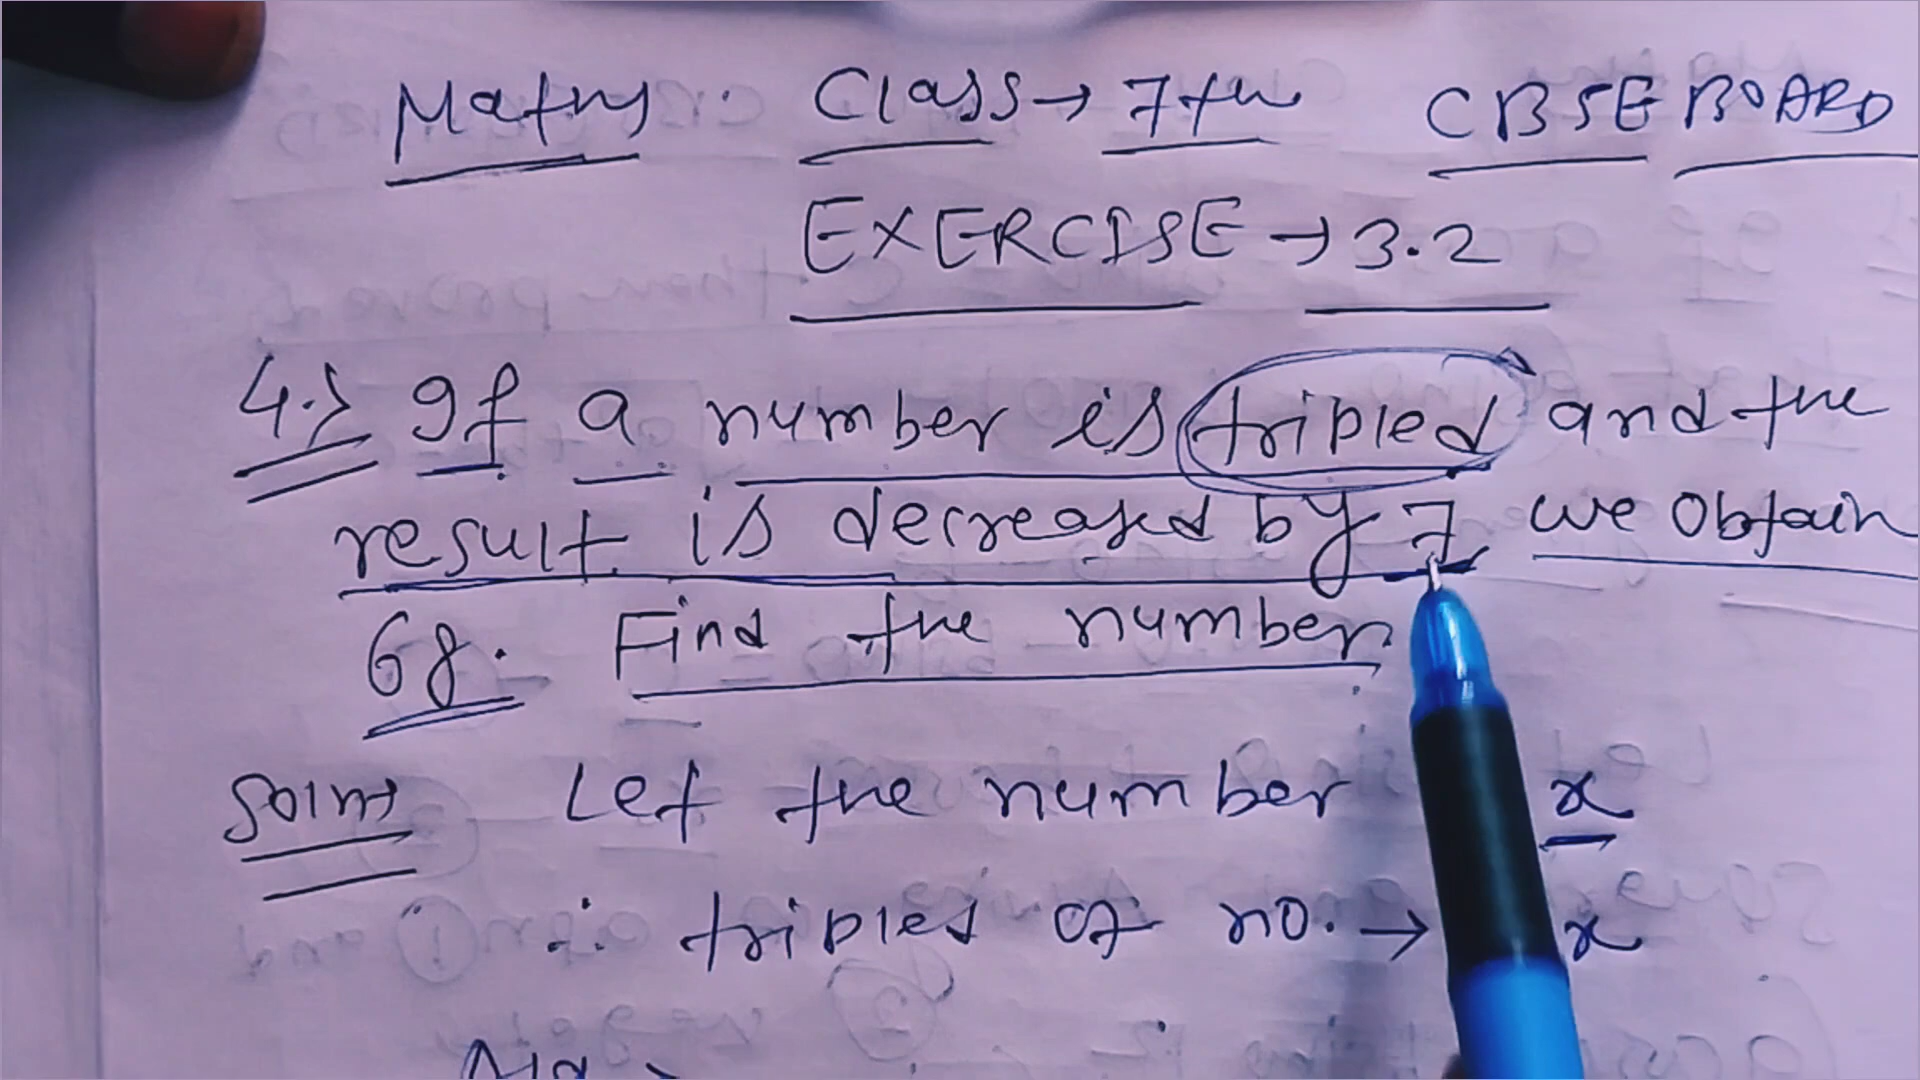 Maths Class → 7th CBSE BOARD
EXERCISE → 3.2
4.> If a number is tripled and the
result is decreased by 7 we obtain
68. Find the number.
Soln> Let the number x
∴ tripled of no. → x